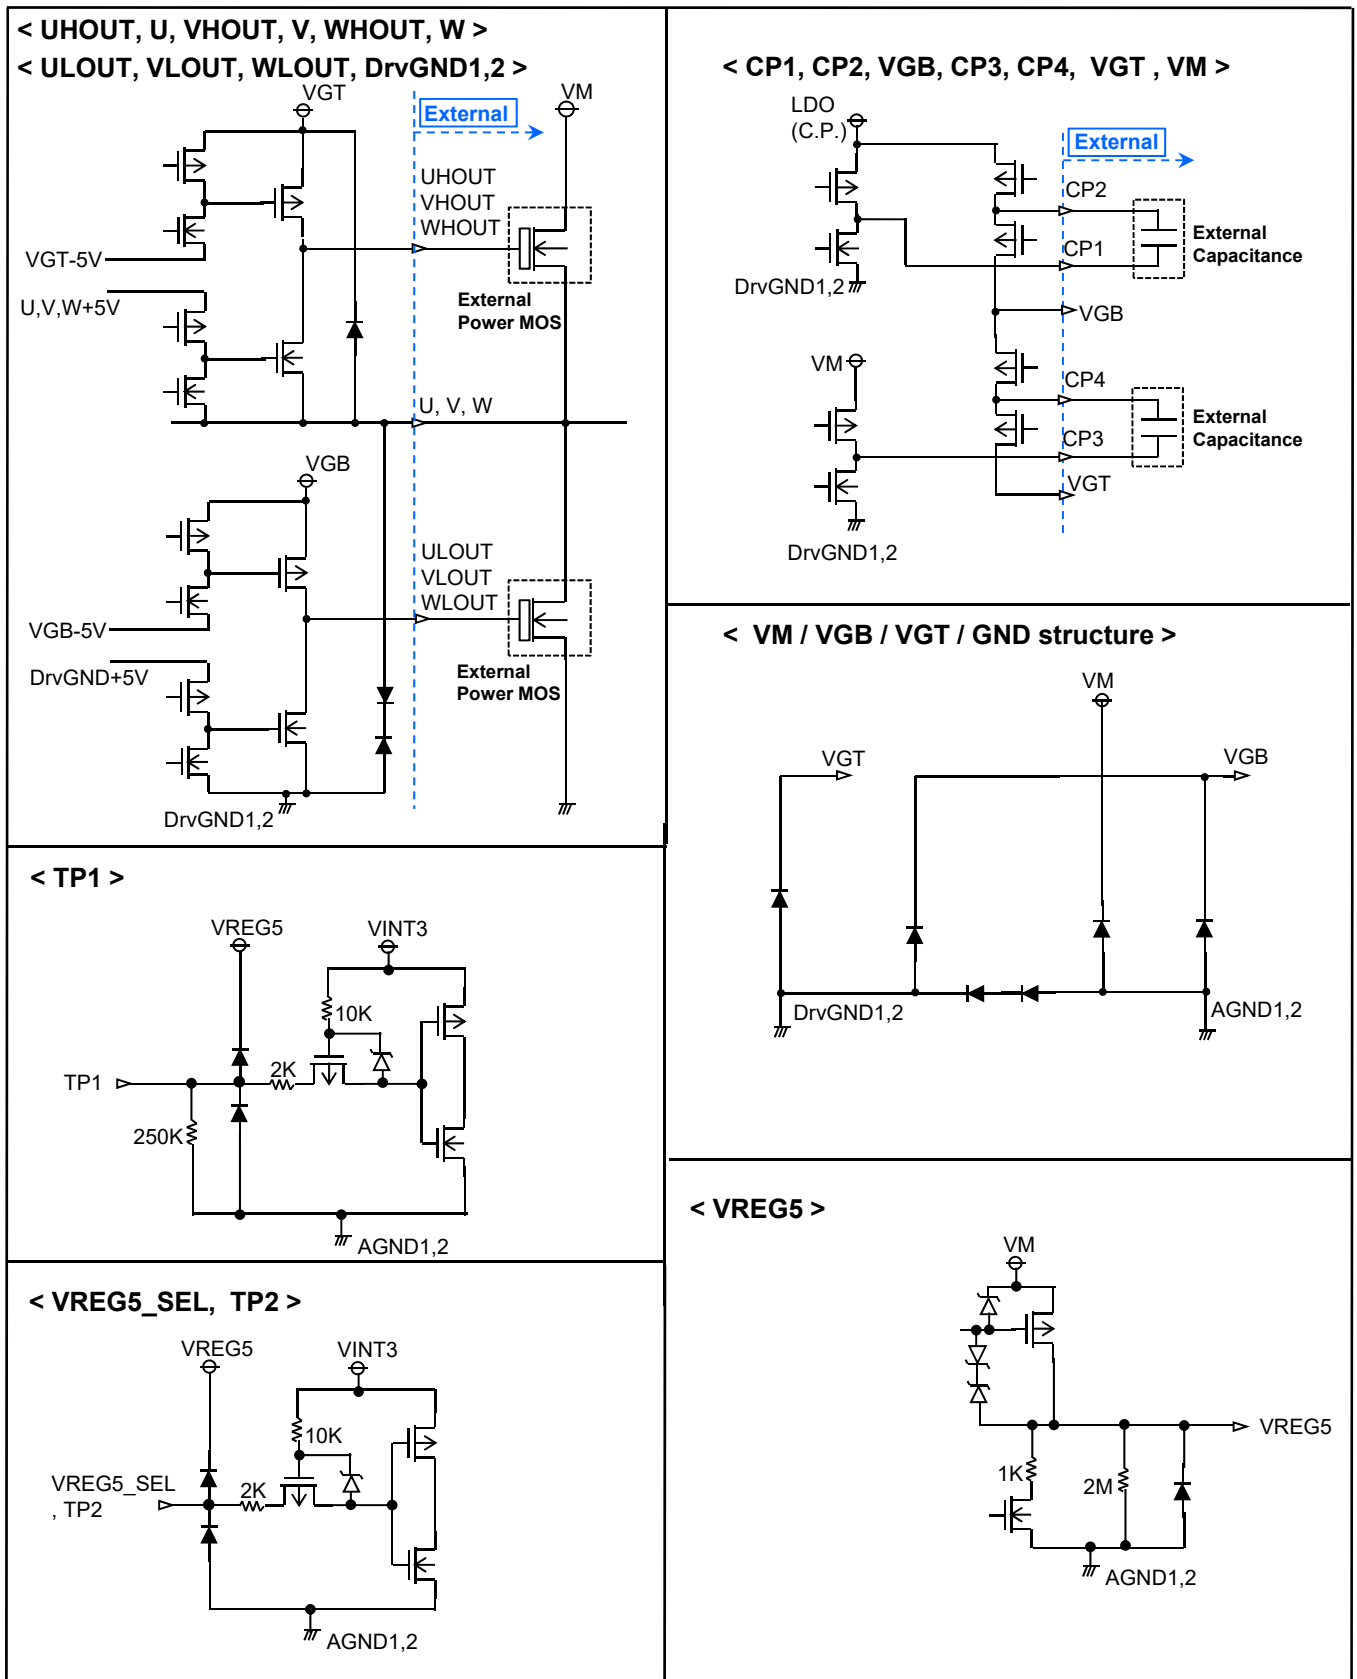 < UHOUT, U, VHOUT, V, WHOUT, W >
< ULOUT, VLOUT, WLOUT, DrvGND1,2 >
VGT
External
VM
UHOUT
VHOUT
WHOUT
VGT-5V
U,V,W+5V
External
Power MOS
U, V, W
VGB
ULOUT
VLOUT
WLOUT
VGB-5V
DrvGND+5V
External
Power MOS
DrvGND1,2
< CP1, CP2, VGB, CP3, CP4, VGT , VM >
LDO
(C.P.)
External
CP2
External
Capacitance
CP1
DrvGND1,2
VGB
VM
CP4
External
Capacitance
CP3
VGT
DrvGND1,2
< VM / VGB / VGT / GND structure >
VM
VGT
VGB
DrvGND1,2
AGND1,2
< TP1 >
VREG5
VINT3
10K
2K
TP1
250K
AGND1,2
< VREG5_SEL, TP2 >
VREG5
VINT3
10K
VREG5_SEL
, TP2
2K
AGND1,2
< VREG5 >
VM
VREG5
1K
2M
AGND1,2